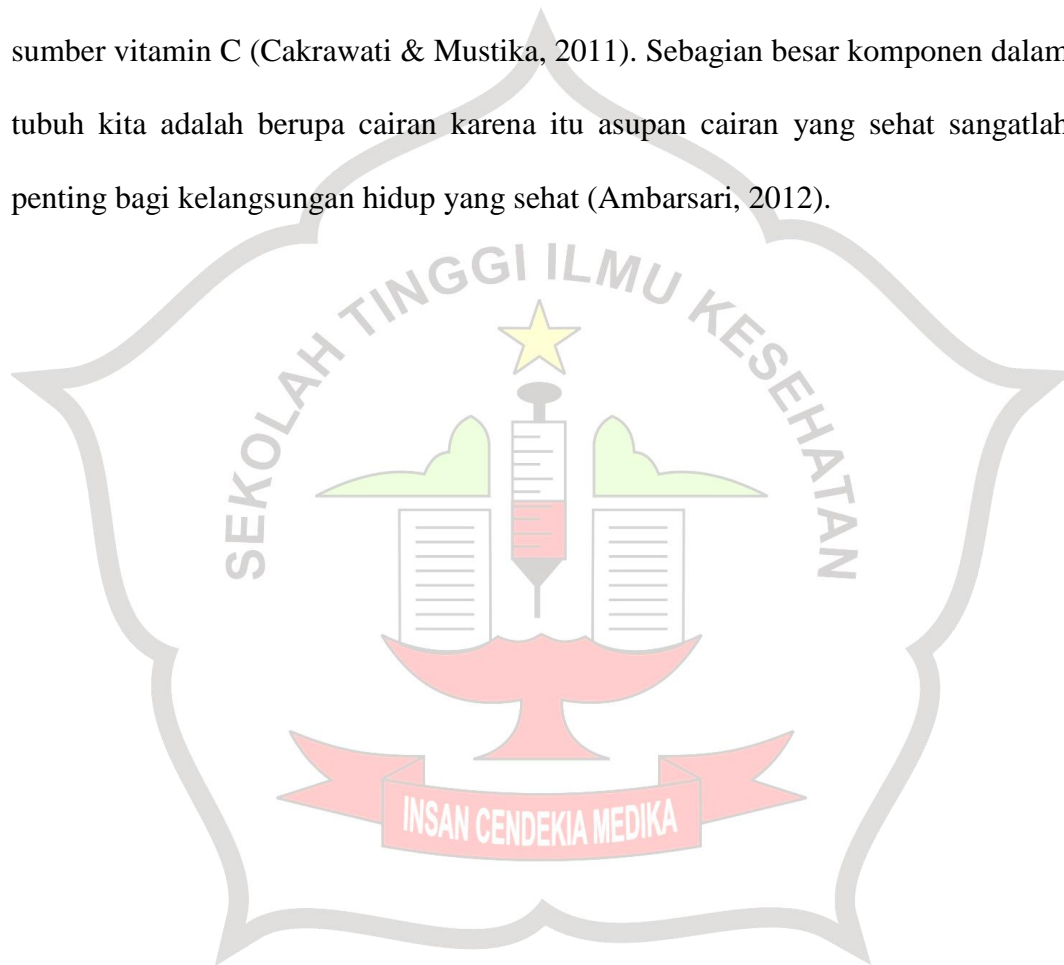 sumber vitamin C (Cakrawati & Mustika, 2011). Sebagian besar komponen dalam
tubuh kita adalah berupa cairan karena itu asupan cairan yang sehat sangatlah
penting bagi kelangsungan hidup yang sehat (Ambarsari, 2012).
SEKOLAH TINGGI ILMU KESEHATAN
INSAN CENDEKIA MEDIKA